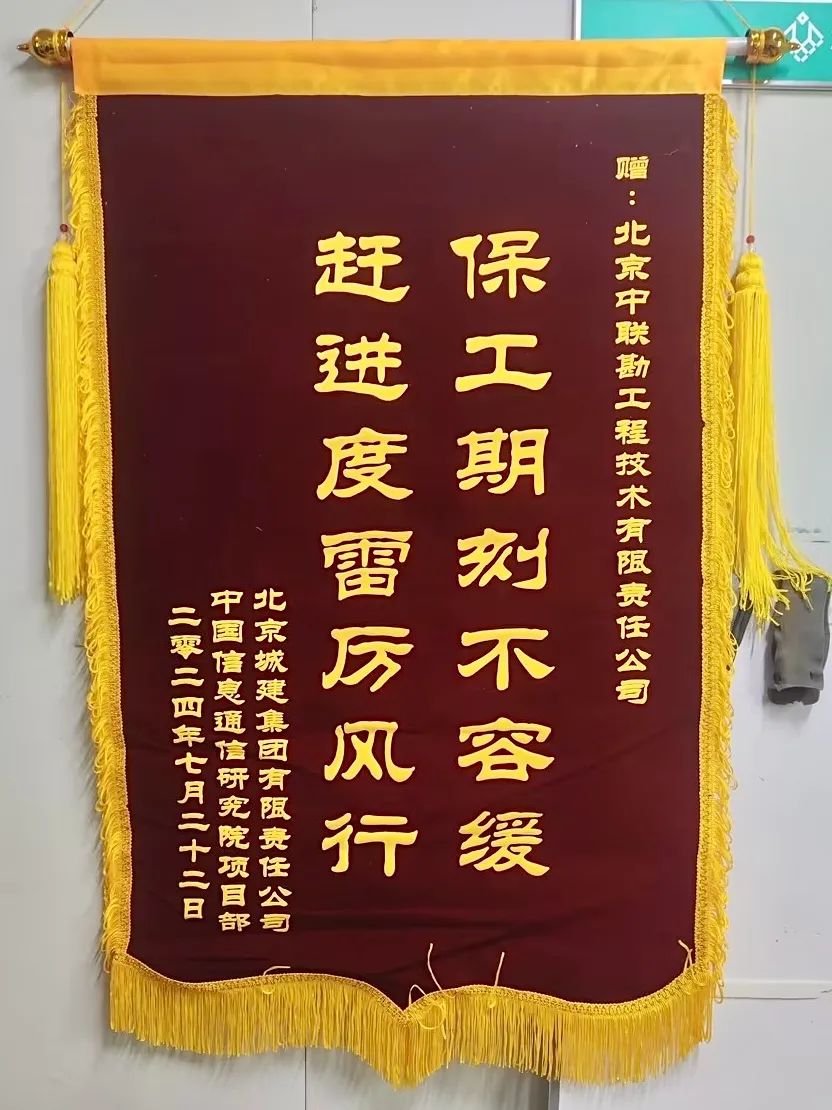 赠：北京中联勘工程技术有限责任公司
保工期刻不容缓
赶进度雷厉风行
北京城建集团有限责任公司
中国信息通信研究院项目部
二零二四年七月二十二日